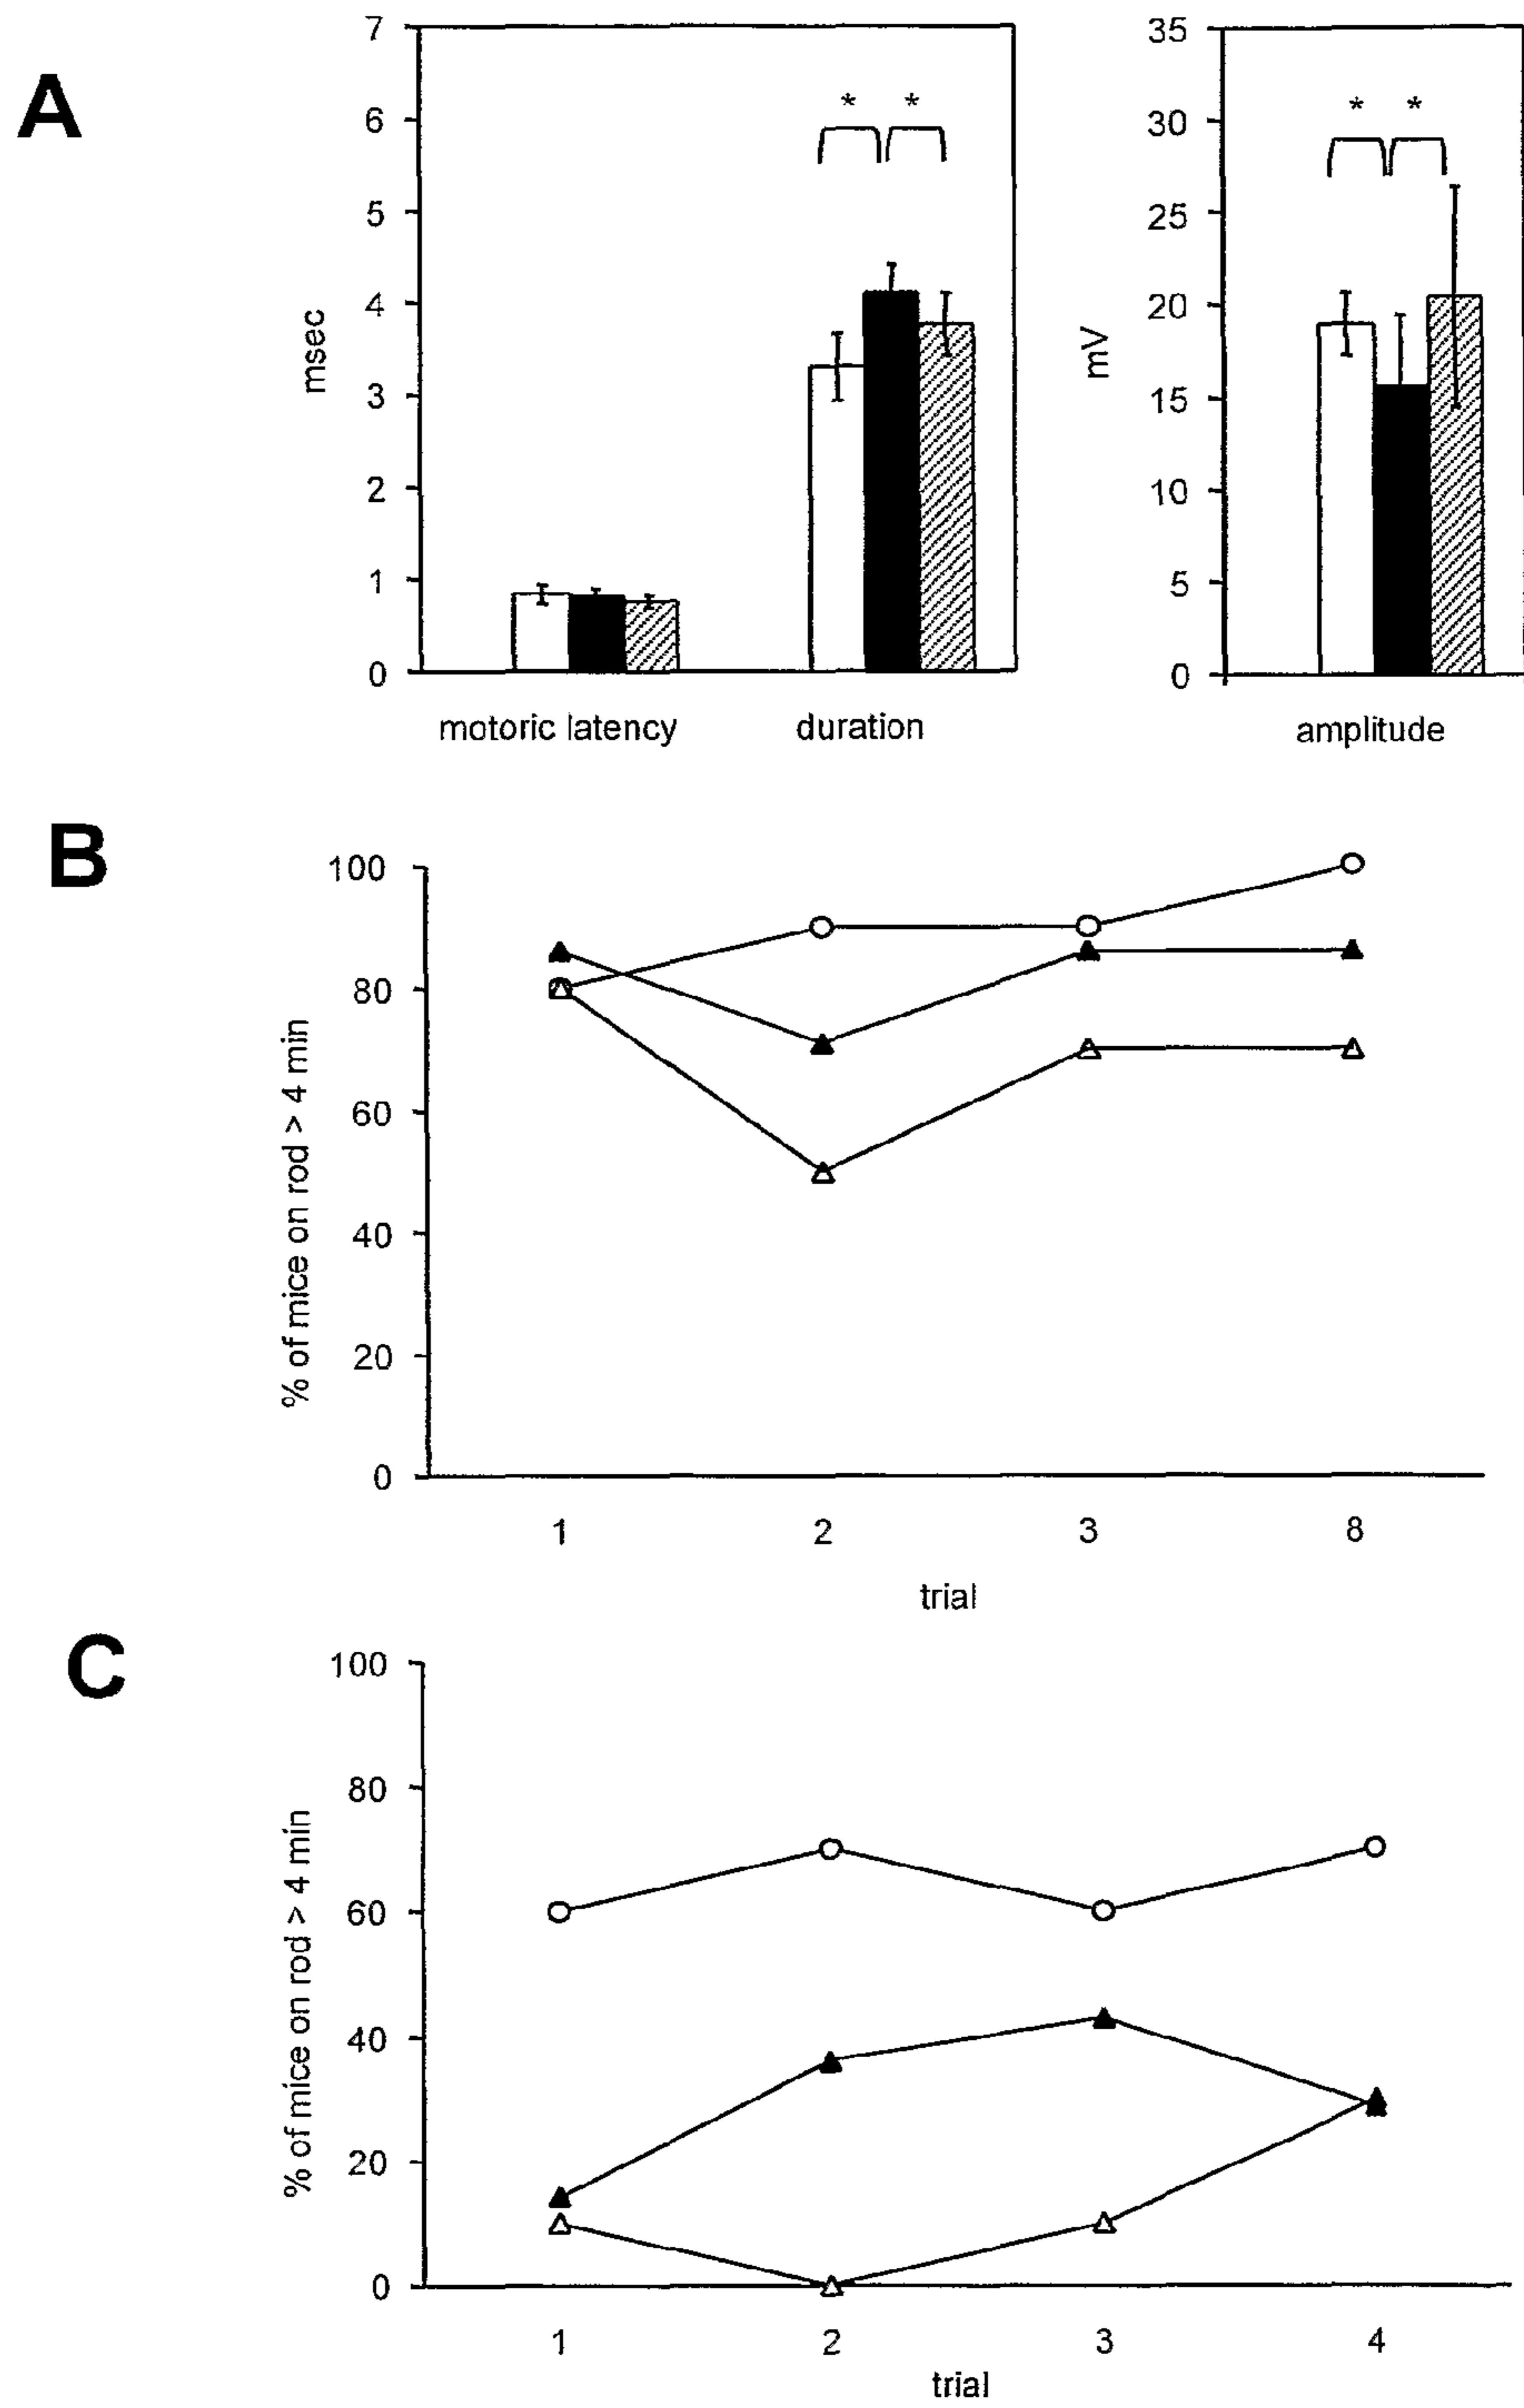 A
7
6
5
4
3
2
1
0
msec
* *
motoric latency duration
35
30
25
20
15
10
5
0
mV
* *
amplitude
B
100
80
60
40
20
0
% of mice on rod > 4 min
1 2 3 8
trial
C
100
80
60
40
20
0
% of mice on rod > 4 min
1 2 3 4
trial